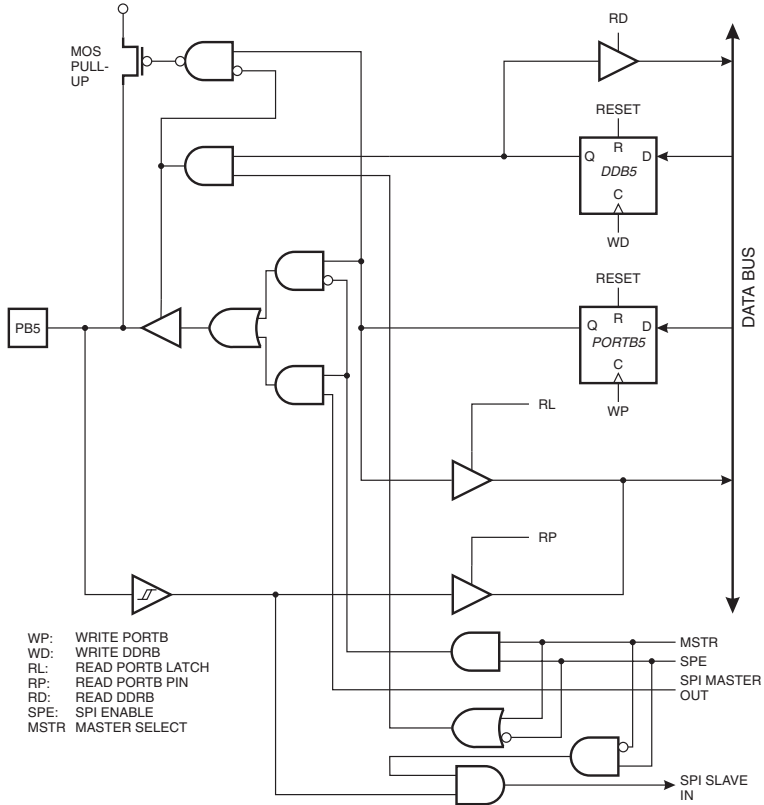 RD
MOS
PULL-
UP
RESET
R
Q
D
DDB5
C
WD
RESET
R
Q
D
PORTB5
C
WP
DATA BUS
PB5
RL
RP
WP: WRITE PORTB
WD: WRITE DDRB
RL: READ PORTB LATCH
RP: READ PORTB PIN
RD: READ DDRB
SPE: SPI ENABLE
MSTR MASTER SELECT
MSTR
SPE
SPI MASTER
OUT
SPI SLAVE
IN